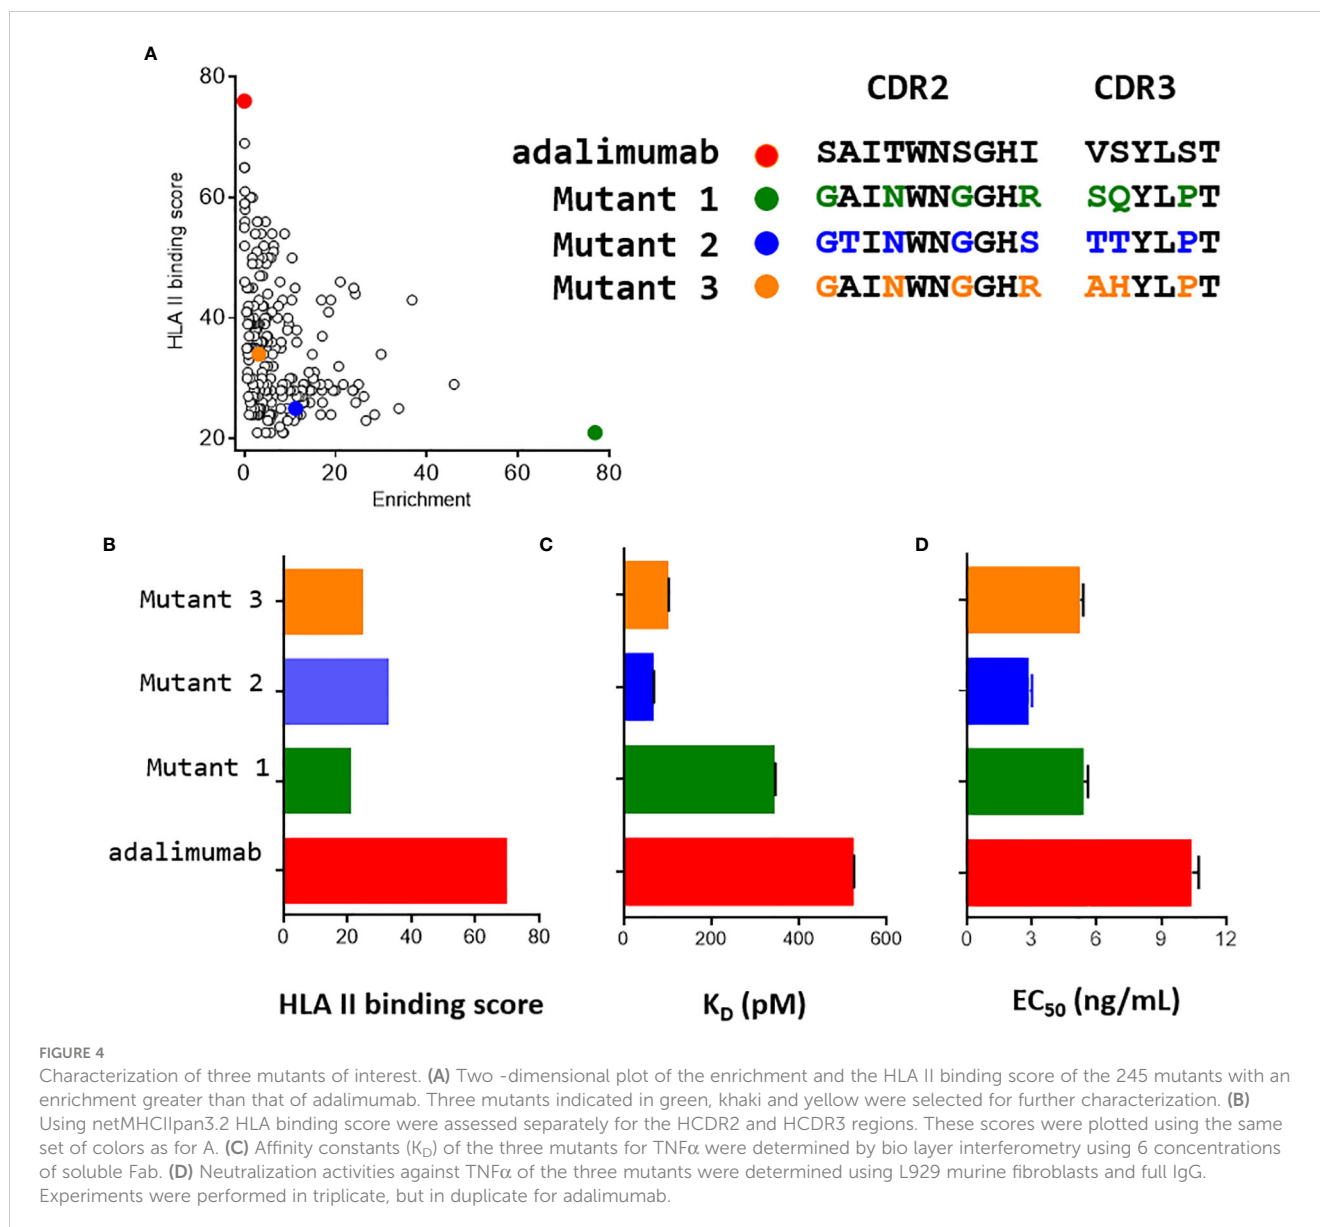 A
80
60
40
20
HLA II binding score
0 20 40 60 80
Enrichment
CDR2 CDR3
adalimumab SAITWNSGHI VSYLST
Mutant 1 GAINWNGGHR SQYLPT
Mutant 2 GTINWNGGHS TTYLPT
Mutant 3 GAINWNGGHR AHYLPT
B
Mutant 3
Mutant 2
Mutant 1
adalimumab
0 20 40 60 80
HLA II binding score
C
0 200 400 600
KD (pM)
D
0 3 6 9 12
EC50 (ng/mL)
FIGURE 4
Characterization of three mutants of interest. (A) Two -dimensional plot of the enrichment and the HLA II binding score of the 245 mutants with an
enrichment greater than that of adalimumab. Three mutants indicated in green, khaki and yellow were selected for further characterization. (B)
Using netMHCIIpan3.2 HLA binding score were assessed separately for the HCDR2 and HCDR3 regions. These scores were plotted using the same
set of colors as for A. (C) Affinity constants (KD) of the three mutants for TNFα were determined by bio layer interferometry using 6 concentrations
of soluble Fab. (D) Neutralization activities against TNFα of the three mutants were determined using L929 murine fibroblasts and full IgG.
Experiments were performed in triplicate, but in duplicate for adalimumab.